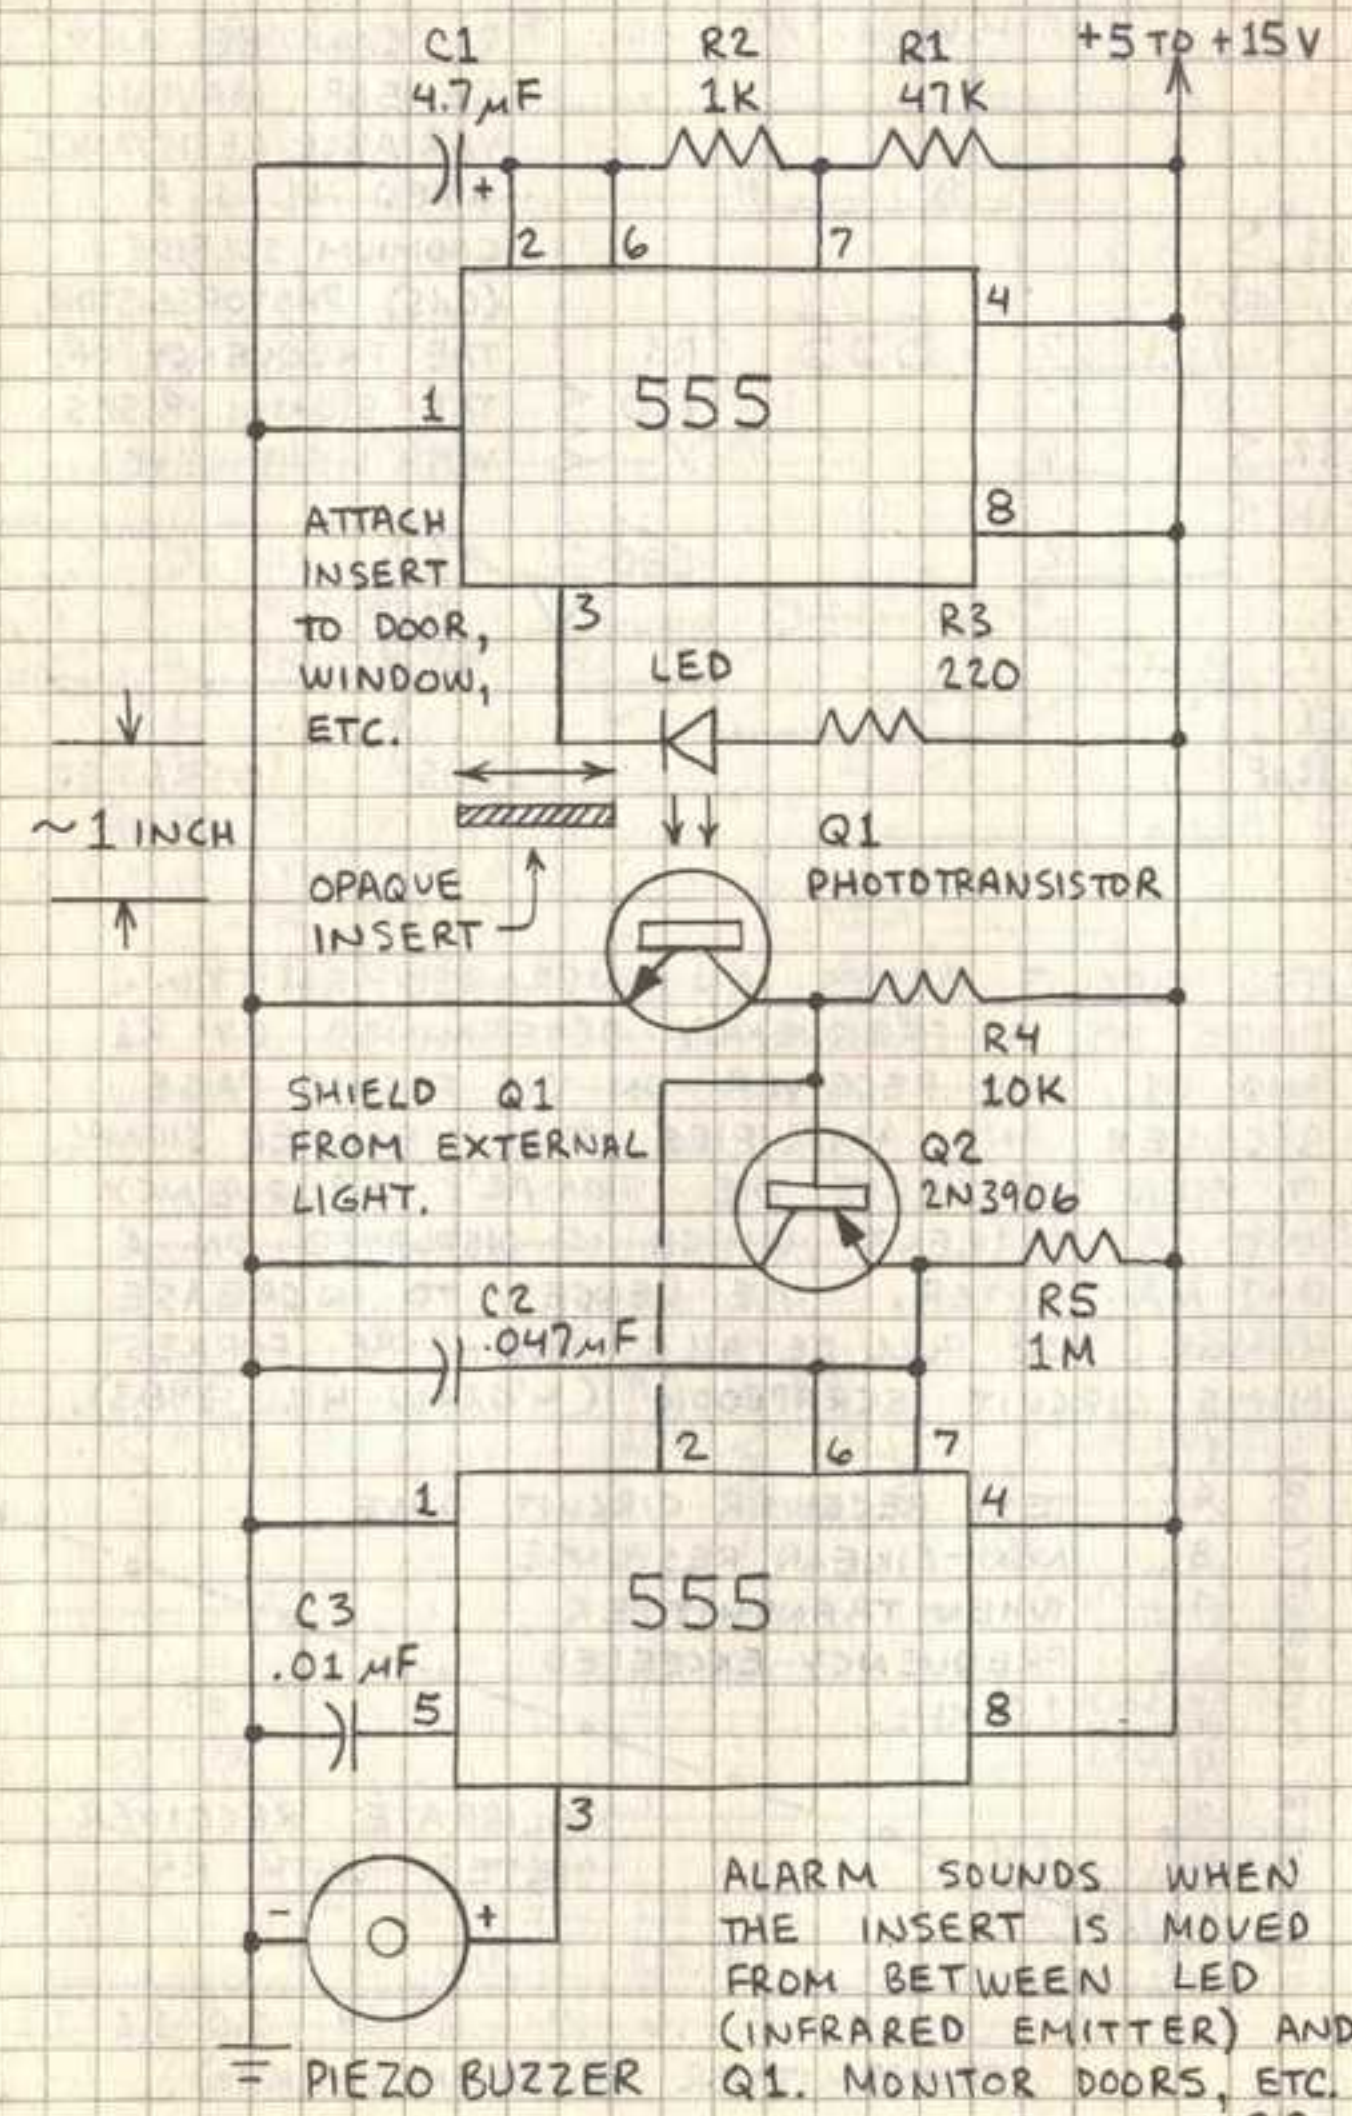 C1
4.7µF
R2
1K
R1
47K
+5 TO +15 V
+
2
6
7
4
1
555
8
ATTACH
INSERT
TO DOOR,
WINDOW,
ETC.
3
LED
R3
220
~1 INCH
OPAQUE
INSERT
Q1
PHOTOTRANSISTOR
R4
10K
SHIELD Q1
FROM EXTERNAL
LIGHT.
Q2
2N3906
C2
.047µF
R5
1M
2
6
7
1
4
555
C3
.01µF
5
8
3
-
+
PIEZO BUZZER
ALARM SOUNDS WHEN
THE INSERT IS MOVED
FROM BETWEEN LED
(INFRARED EMITTER) AND
Q1. MONITOR DOORS, ETC.